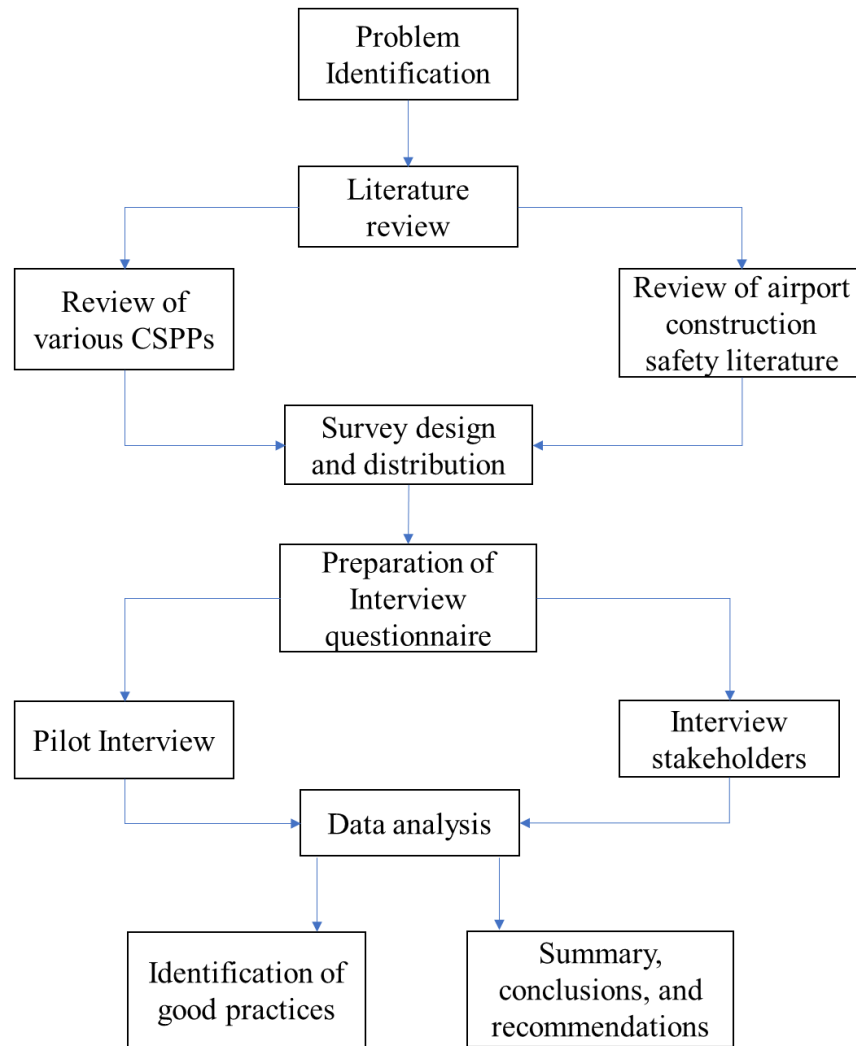 Problem
Identification
Literature
review
Review of
various CSPPs
Review of airport
construction
safety literature
Survey design
and distribution
Preparation of
Interview
questionnaire
Pilot Interview
Interview
stakeholders
Data analysis
Identification of
good practices
Summary,
conclusions, and
recommendations